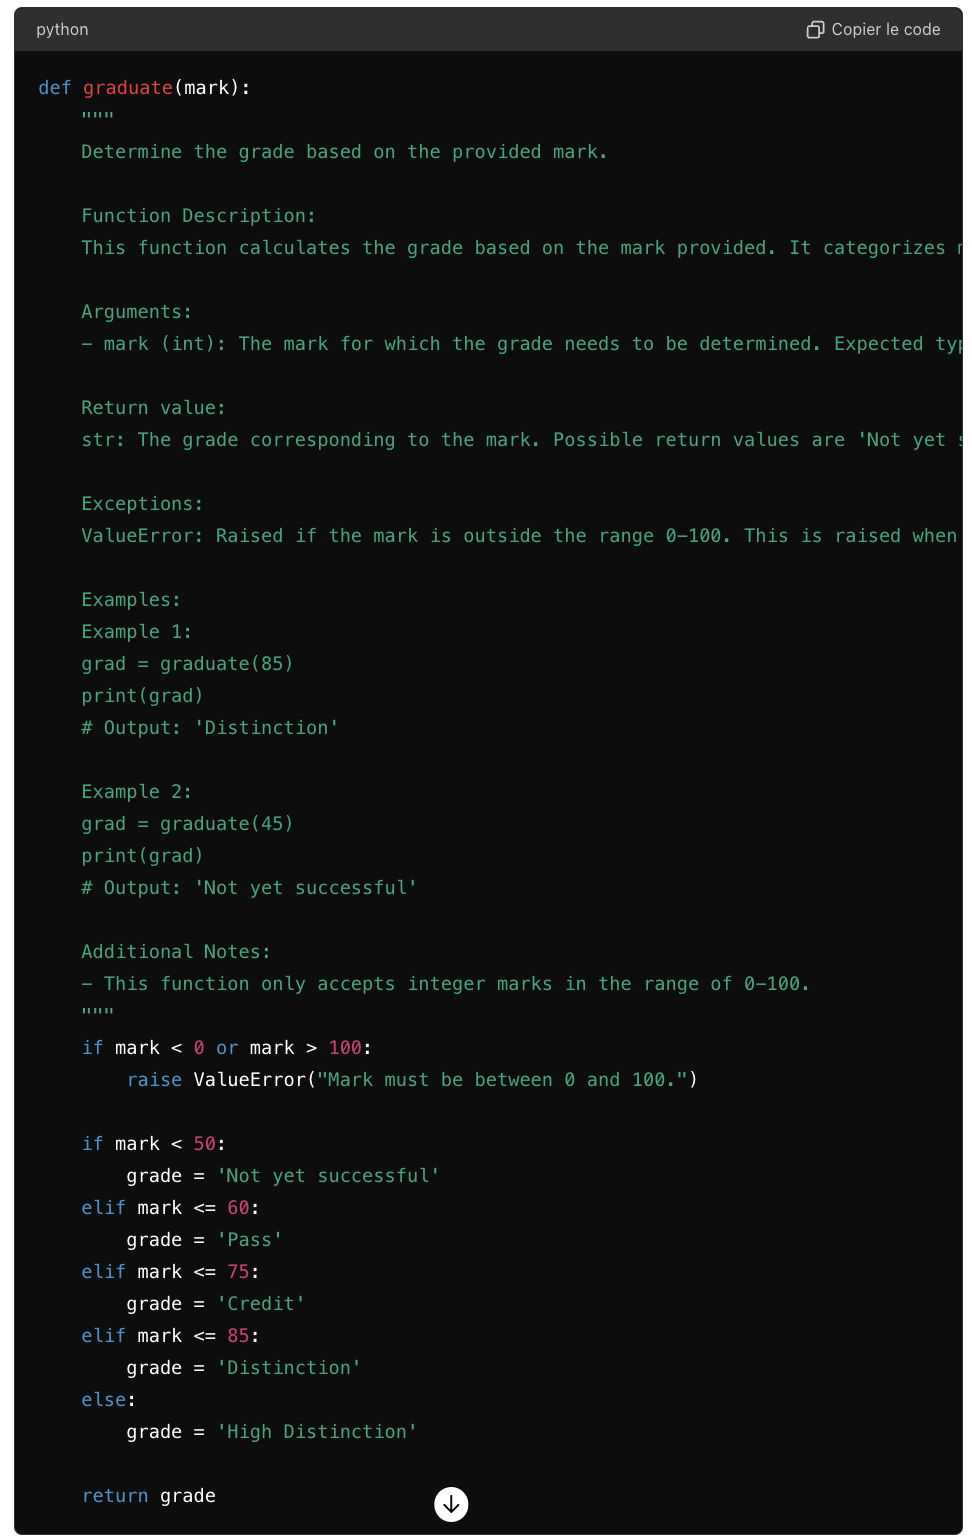 python
Copier le code
def graduate(mark):
"""
Determine the grade based on the provided mark.
Function Description:
This function calculates the grade based on the mark provided. It categorizes
Arguments:
- mark (int): The mark for which the grade needs to be determined. Expected
Return value:
str: The grade corresponding to the mark. Possible return values are 'Not yet
Exceptions:
ValueError: Raised if the mark is outside the range 0-100. This is raised when
Examples:
Example 1:
grad = graduate(85)
print(grad)
# Output: 'Distinction'
Example 2:
grad = graduate(45)
print(grad)
# Output: 'Not yet successful'
Additional Notes:
- This function only accepts integer marks in the range of 0-100.
"""
if mark < 0 or mark > 100:
raise ValueError("Mark must be between 0 and 100.")
if mark < 50:
grade = 'Not yet successful'
elif mark <= 60:
grade = 'Pass'
elif mark <= 75:
grade = 'Credit'
elif mark <= 85:
grade = 'Distinction'
else:
grade = 'High Distinction'
return grade